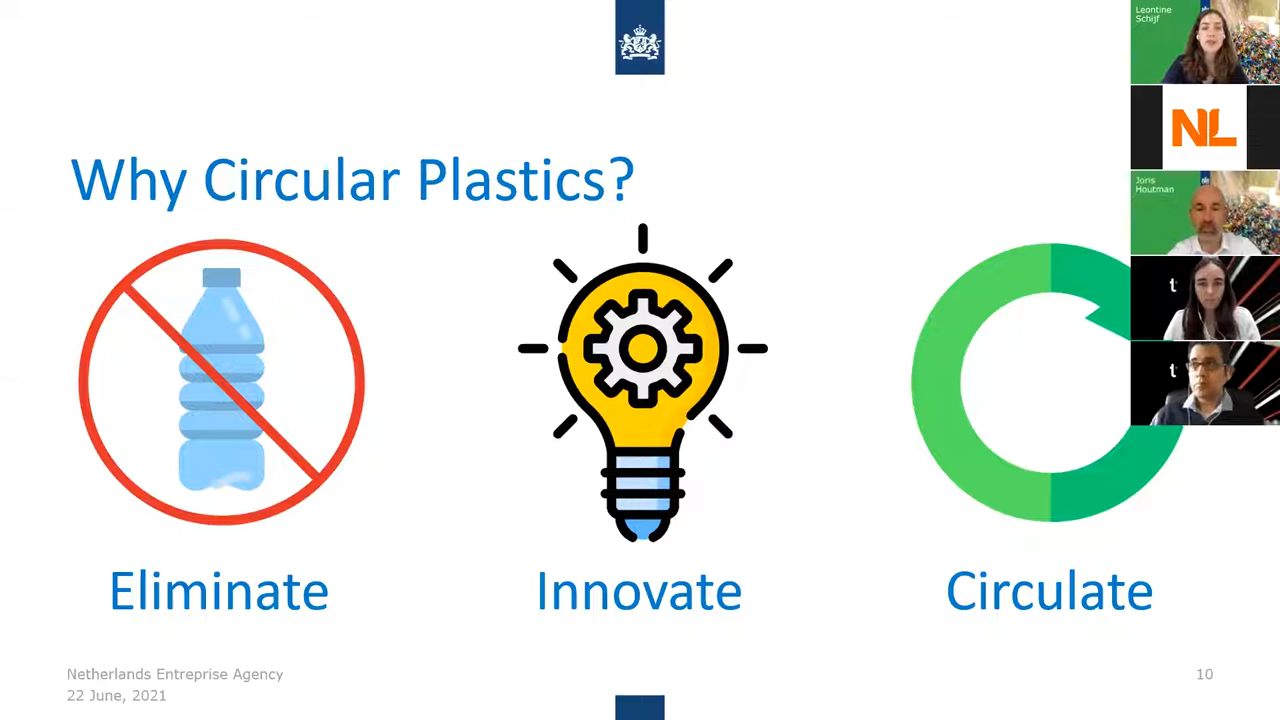 Leontine
Schijf
NL
Why Circular Plastics?
Joris
Houtman
t
t
Eliminate
Innovate
Circulate
Netherlands Entreprise Agency
10
22 June, 2021